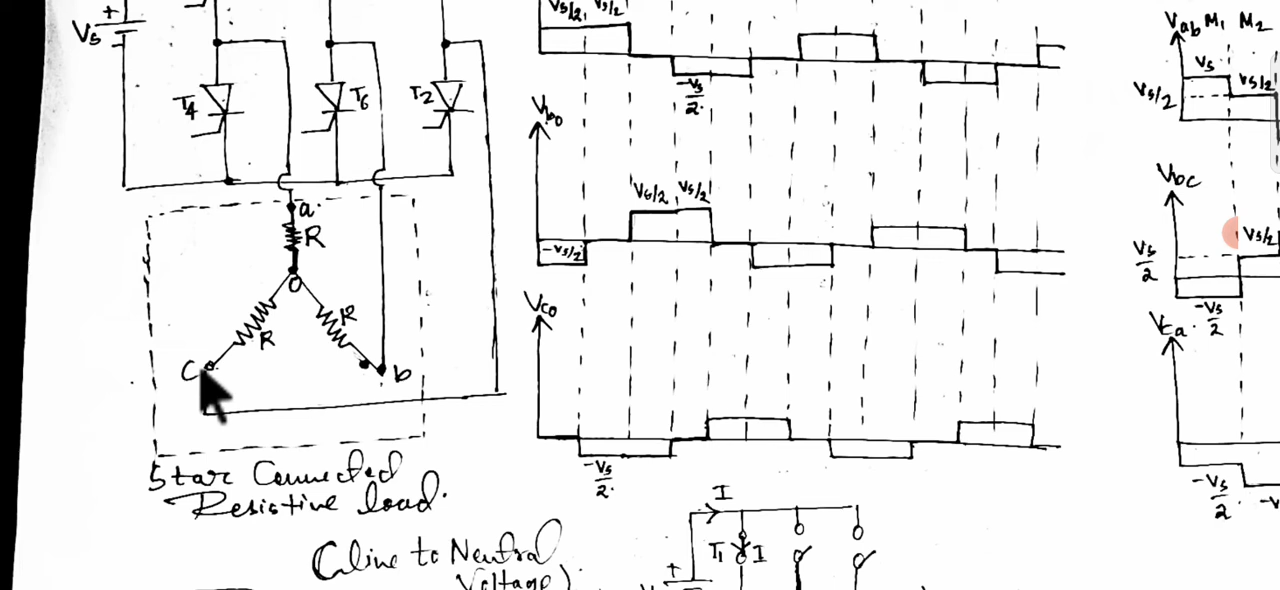 +
Vs
T4
T6
T2
a
R
o
R
R
C
b
Star Connected
Resistive load.
(Line to Neutral
Voltage)
Vs/2, Vs/2
-Vs/2
Vbo
Vs/2 Vs/2
-Vs/2
Vco
-Vs/2
I
T1 I
+
Vab M1 M2
Vs
Vs/2 Vs/2
Vbc
Vs/2
Vs/2
-Vs/2
Vca
-Vs/2